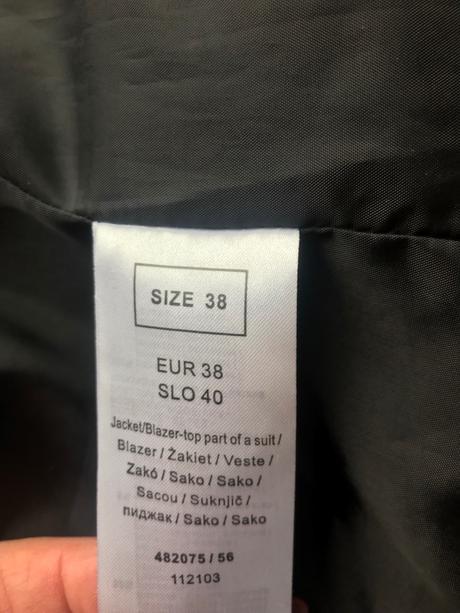 SIZE 38
EUR 38
SLO 40
Jacket/Blazer-top part of a suit /
Blazer / Żakiet / Veste /
Zakó / Sako / Sako /
Sacou / Suknjič /
пиджак / Sako / Sako
482075 / 56
112103